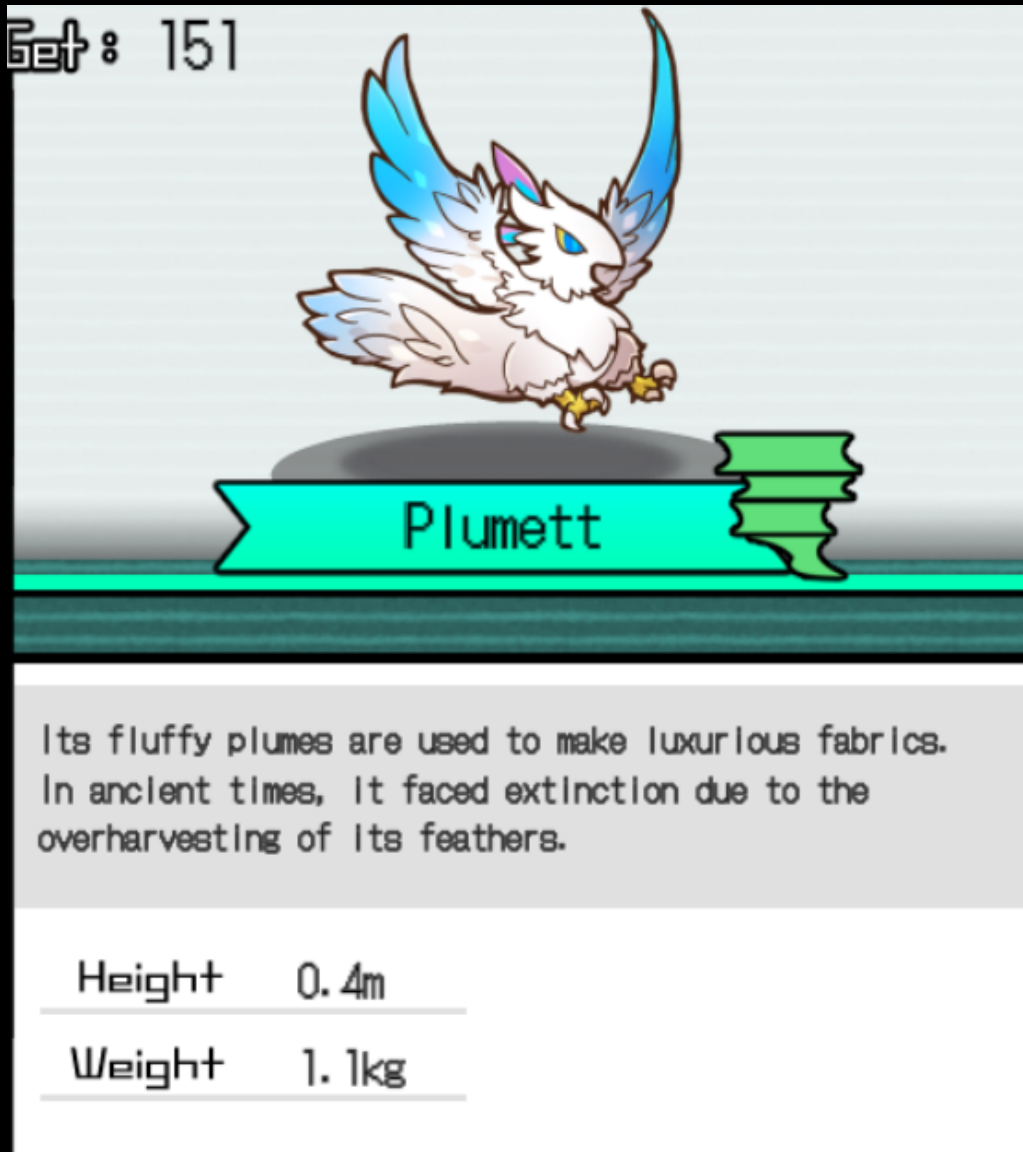 Get: 151
Plumett
Its fluffy plumes are used to make luxurious fabrics.
In ancient times, it faced extinction due to the
overharvesting of its feathers.
Height 0.4m
Weight 1.1kg